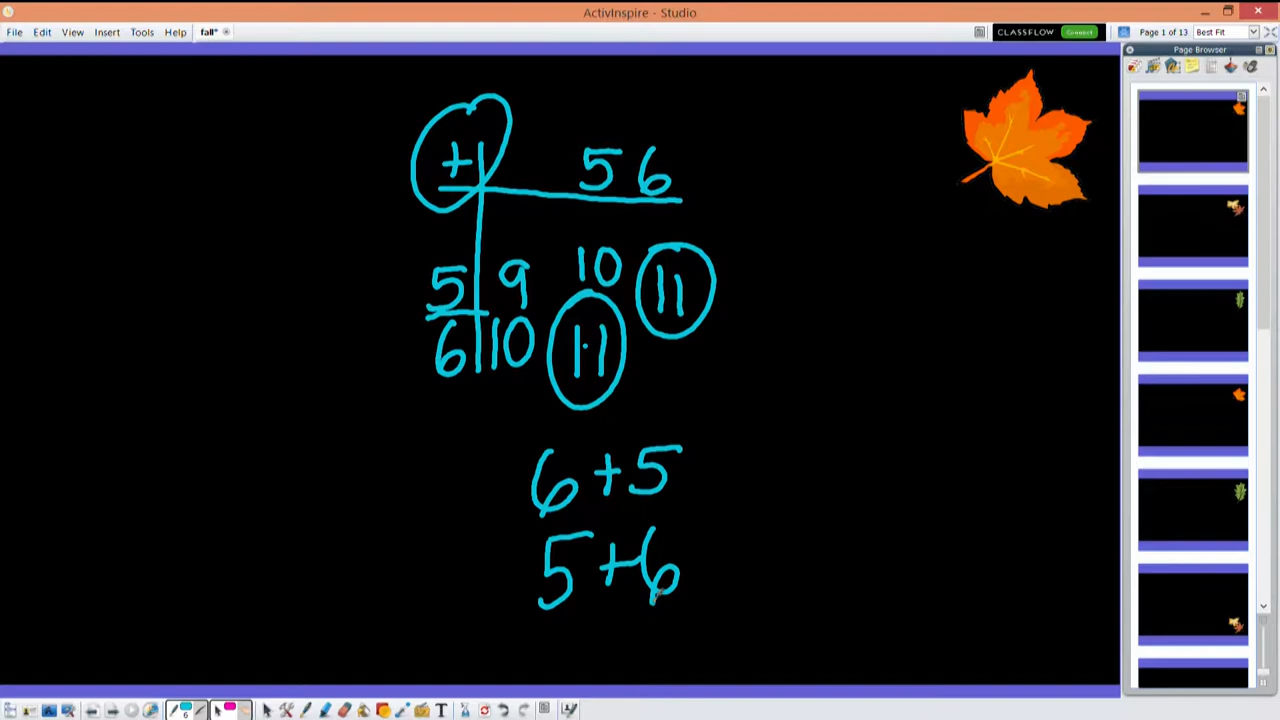 ActivInspire - Studio
File Edit View Insert Tools Help fall*
CLASSFLOW Connect Page 1 of 13 Best Fit
Page Browser
+ 5 6
5 9 10 11
6 10 11
6+5
5+6
6